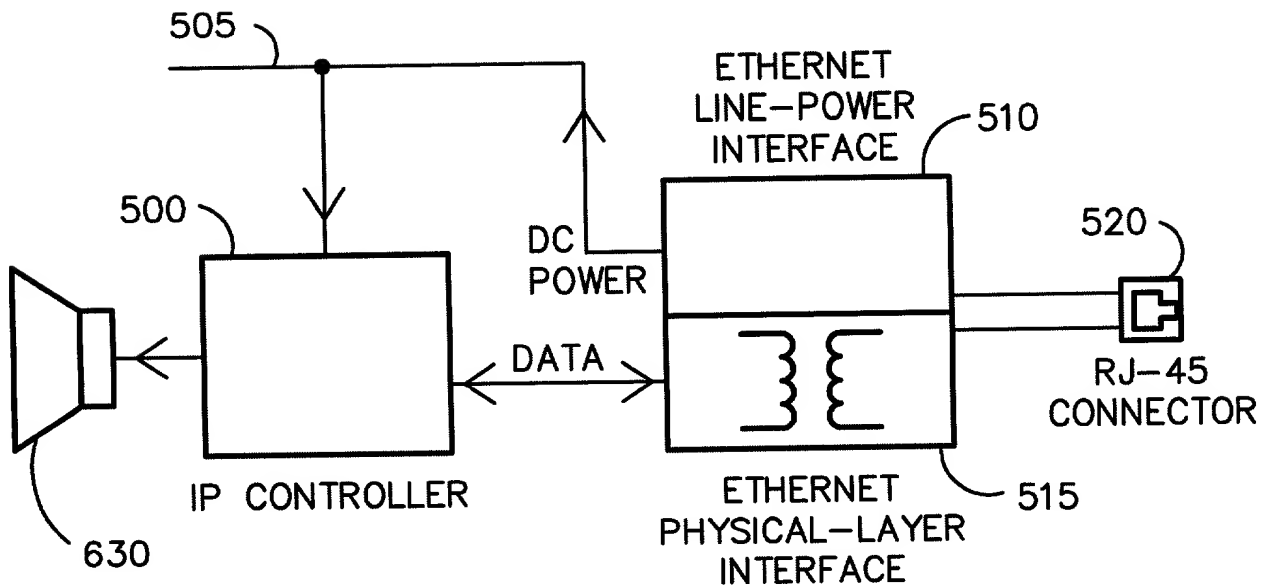 505
ETHERNET
LINE-POWER
INTERFACE
510
500
520
DC
POWER
DATA
RJ-45
CONNECTOR
IP CONTROLLER
ETHERNET
PHYSICAL-LAYER
INTERFACE
515
630